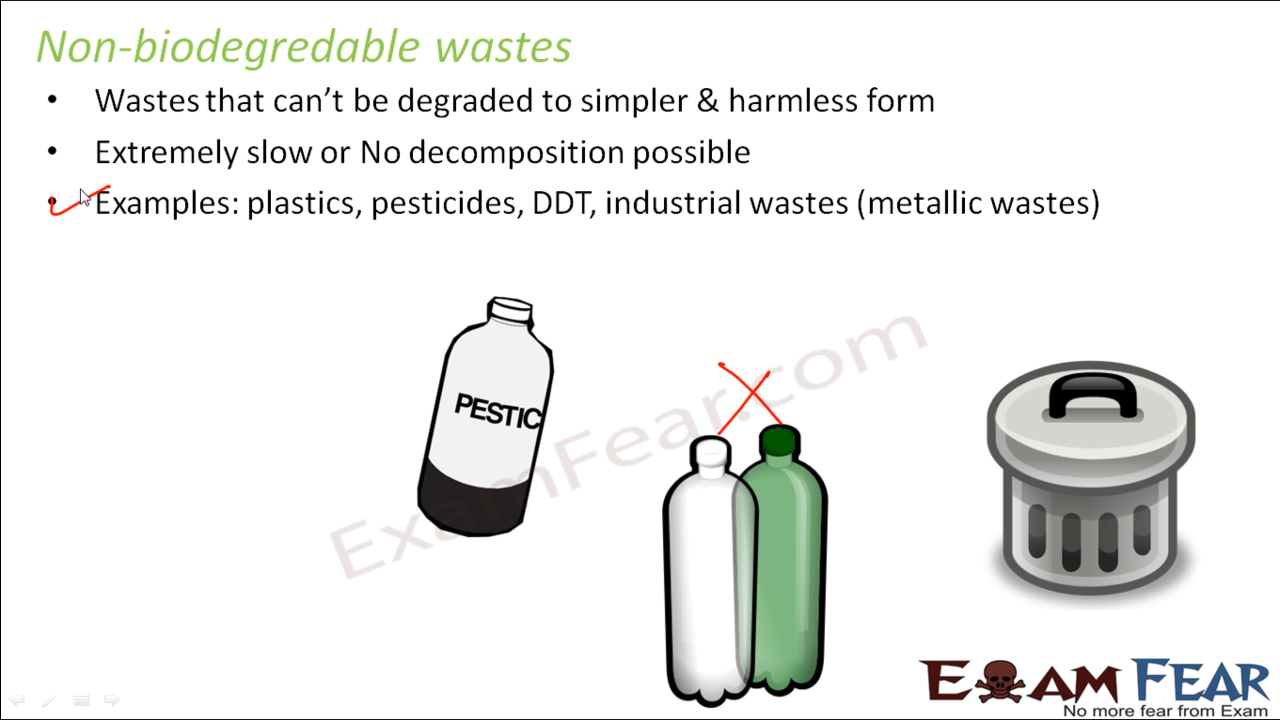 Non-biodegredable wastes
• Wastes that can't be degraded to simpler & harmless form
• Extremely slow or No decomposition possible
• Examples: plastics, pesticides, DDT, industrial wastes (metallic wastes)
PESTIC
ExamFear.com
EXAM FEAR
No more fear from Exam